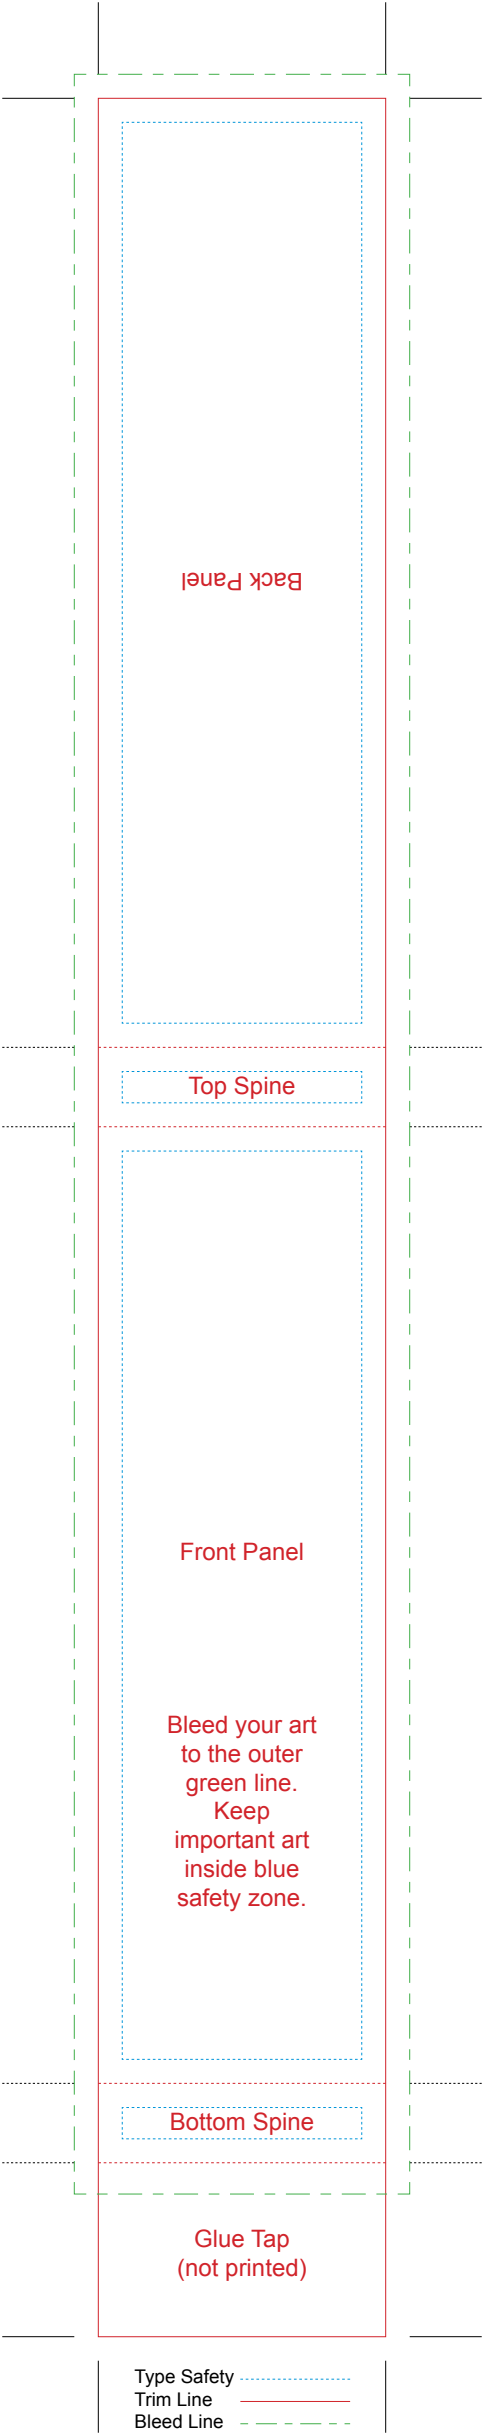 Back Panel
Top Spine
Front Panel
Bleed your art
to the outer
green line.
Keep
important art
inside blue
safety zone.
Bottom Spine
Glue Tap
(not printed)
Type Safety
Trim Line
Bleed Line